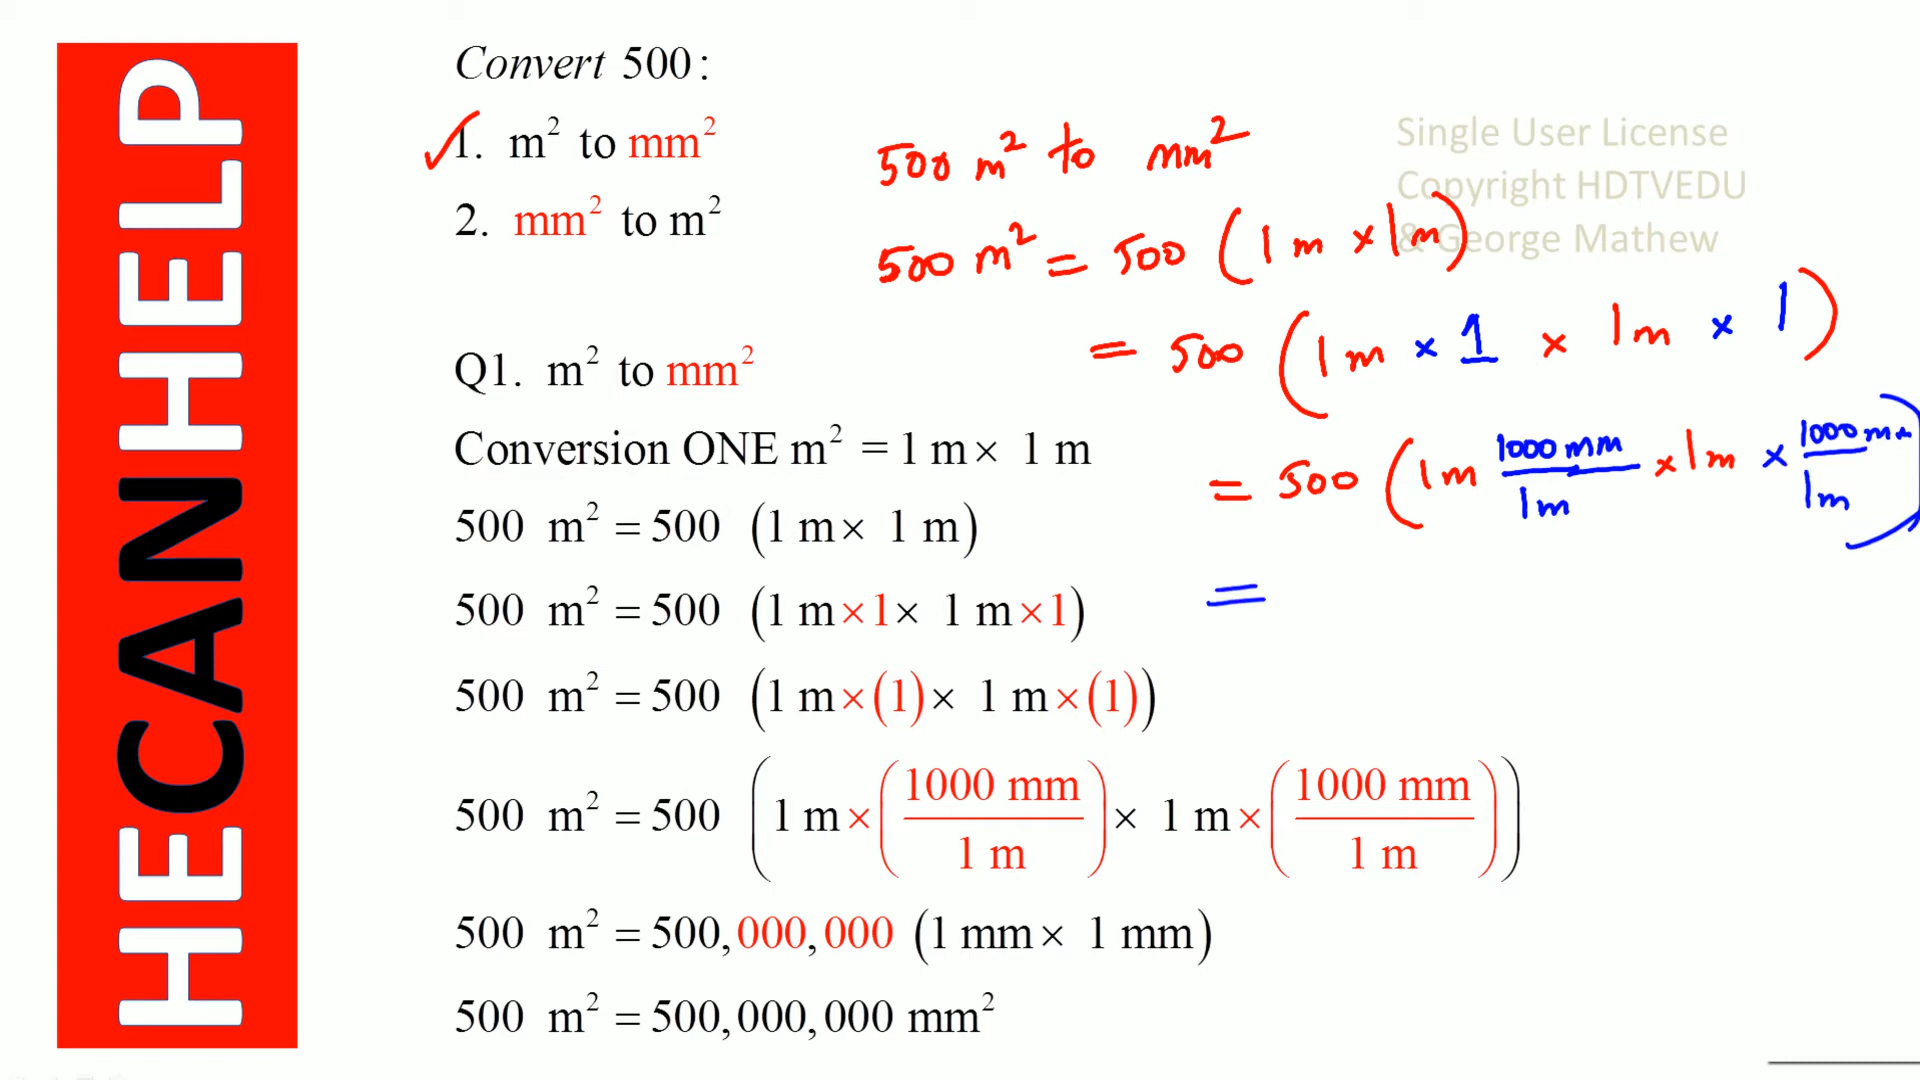 HECANHELP
Convert 500:
1. m² to mm²
2. mm² to m²
Q1. m² to mm²
Conversion ONE m² = 1 m × 1 m
500 m² = 500 (1 m × 1 m)
500 m² = 500 (1 m × 1 × 1 m × 1)
500 m² = 500 (1 m × (1) × 1 m × (1))
500 m² = 500 (1 m × (1000 mm / 1 m) × 1 m × (1000 mm / 1 m))
500 m² = 500,000,000 (1 mm × 1 mm)
500 m² = 500,000,000 mm²
Single User License
Copyright HDTVEDU
& George Mathew
500 m² to mm²
500 m² = 500 (1 m × 1 m)
= 500 (1 m × 1 × 1 m × 1)
= 500 (1 m 1000 mm / 1 m × 1 m × 1000 mm / 1 m)
=